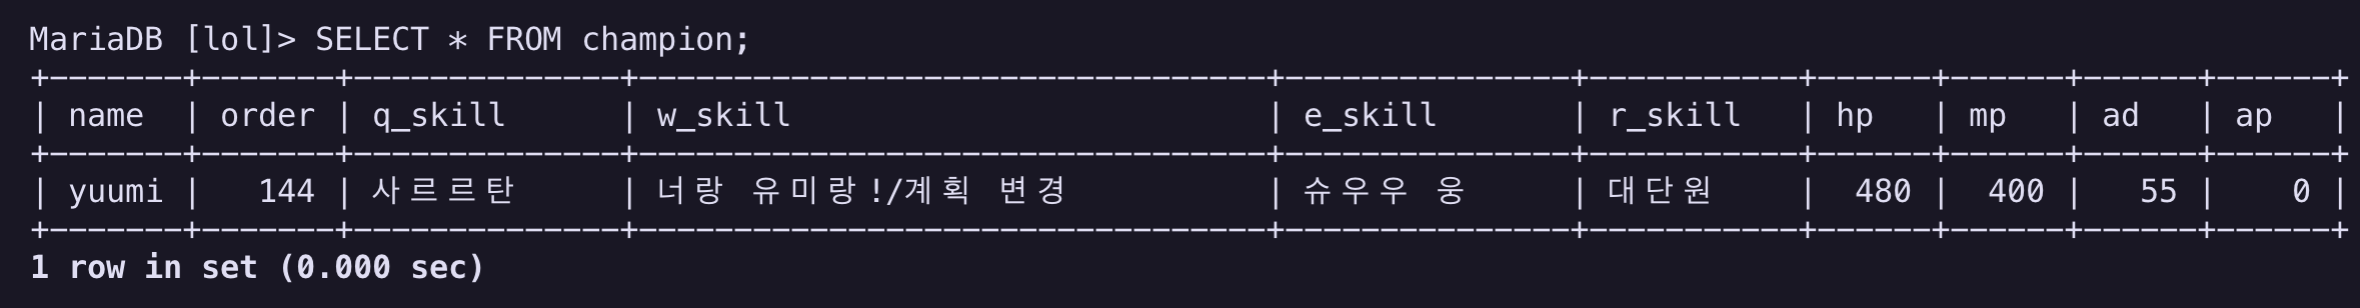 MariaDB [lol]> SELECT * FROM champion;
+-------+-------+--------------+---------------------------------+---------------+-----------+------+------+------+------+
| name  | order | q_skill      | w_skill                         | e_skill       | r_skill   | hp   | mp   | ad   | ap   |
+-------+-------+--------------+---------------------------------+---------------+-----------+------+------+------+------+
| yuumi |   144 | 사르르탄     | 너랑 유미랑!/계획 변경          | 슈우우 웅     | 대단원    |  480 |  400 |   55 |    0 |
+-------+-------+--------------+---------------------------------+---------------+-----------+------+------+------+------+
1 row in set (0.000 sec)